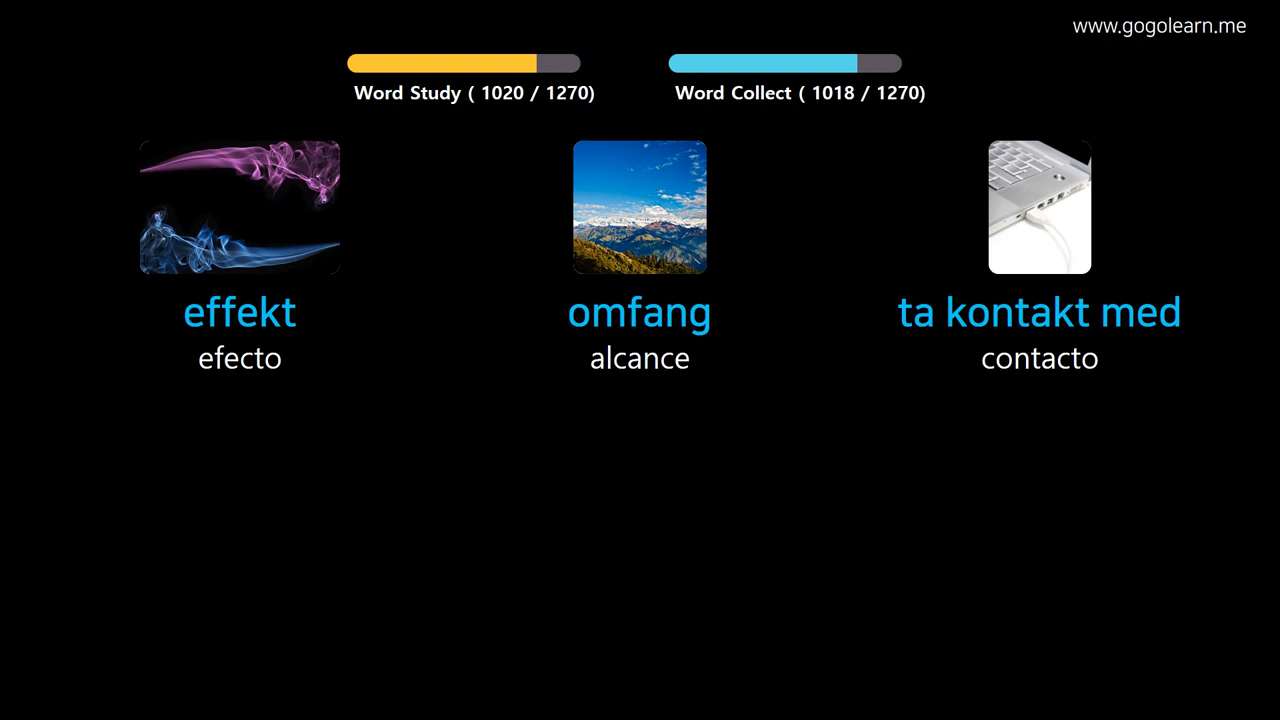 www.gogolearn.me
Word Study ( 1020 / 1270)
Word Collect ( 1018 / 1270)
effekt
efecto
omfang
alcance
ta kontakt med
contacto